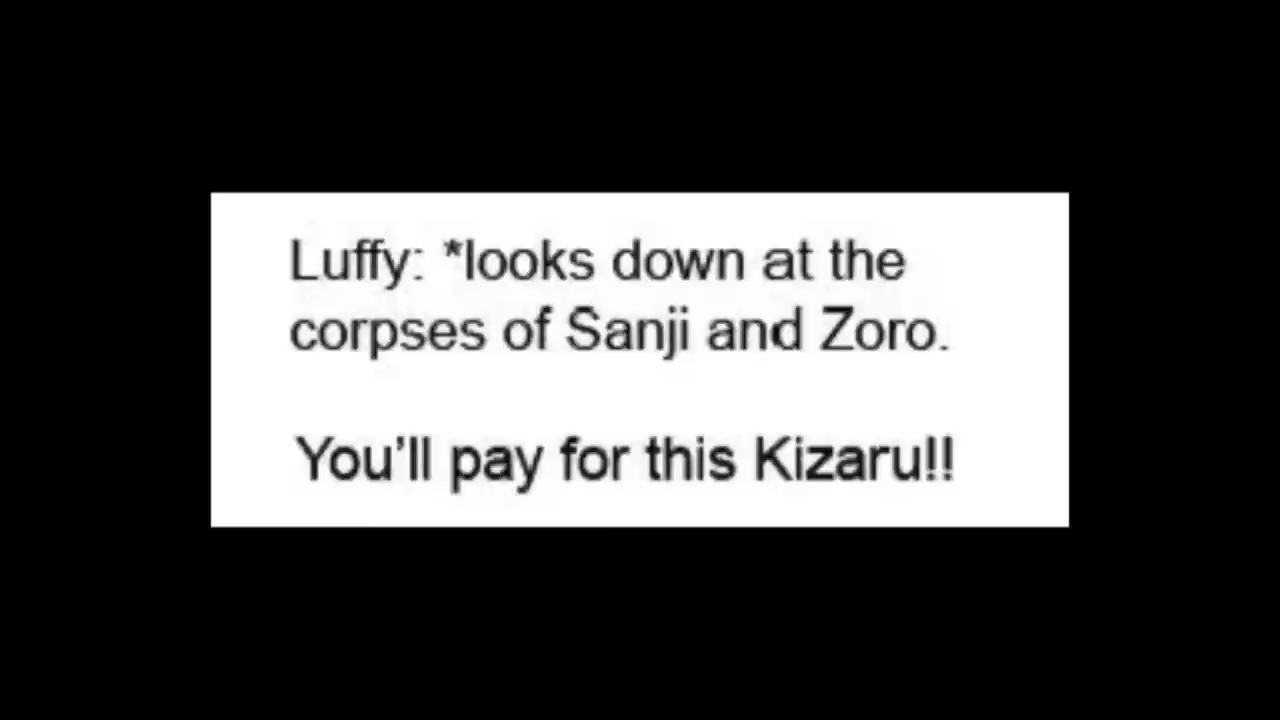 Luffy: *looks down at the
corpses of Sanji and Zoro.
You’ll pay for this Kizaru!!